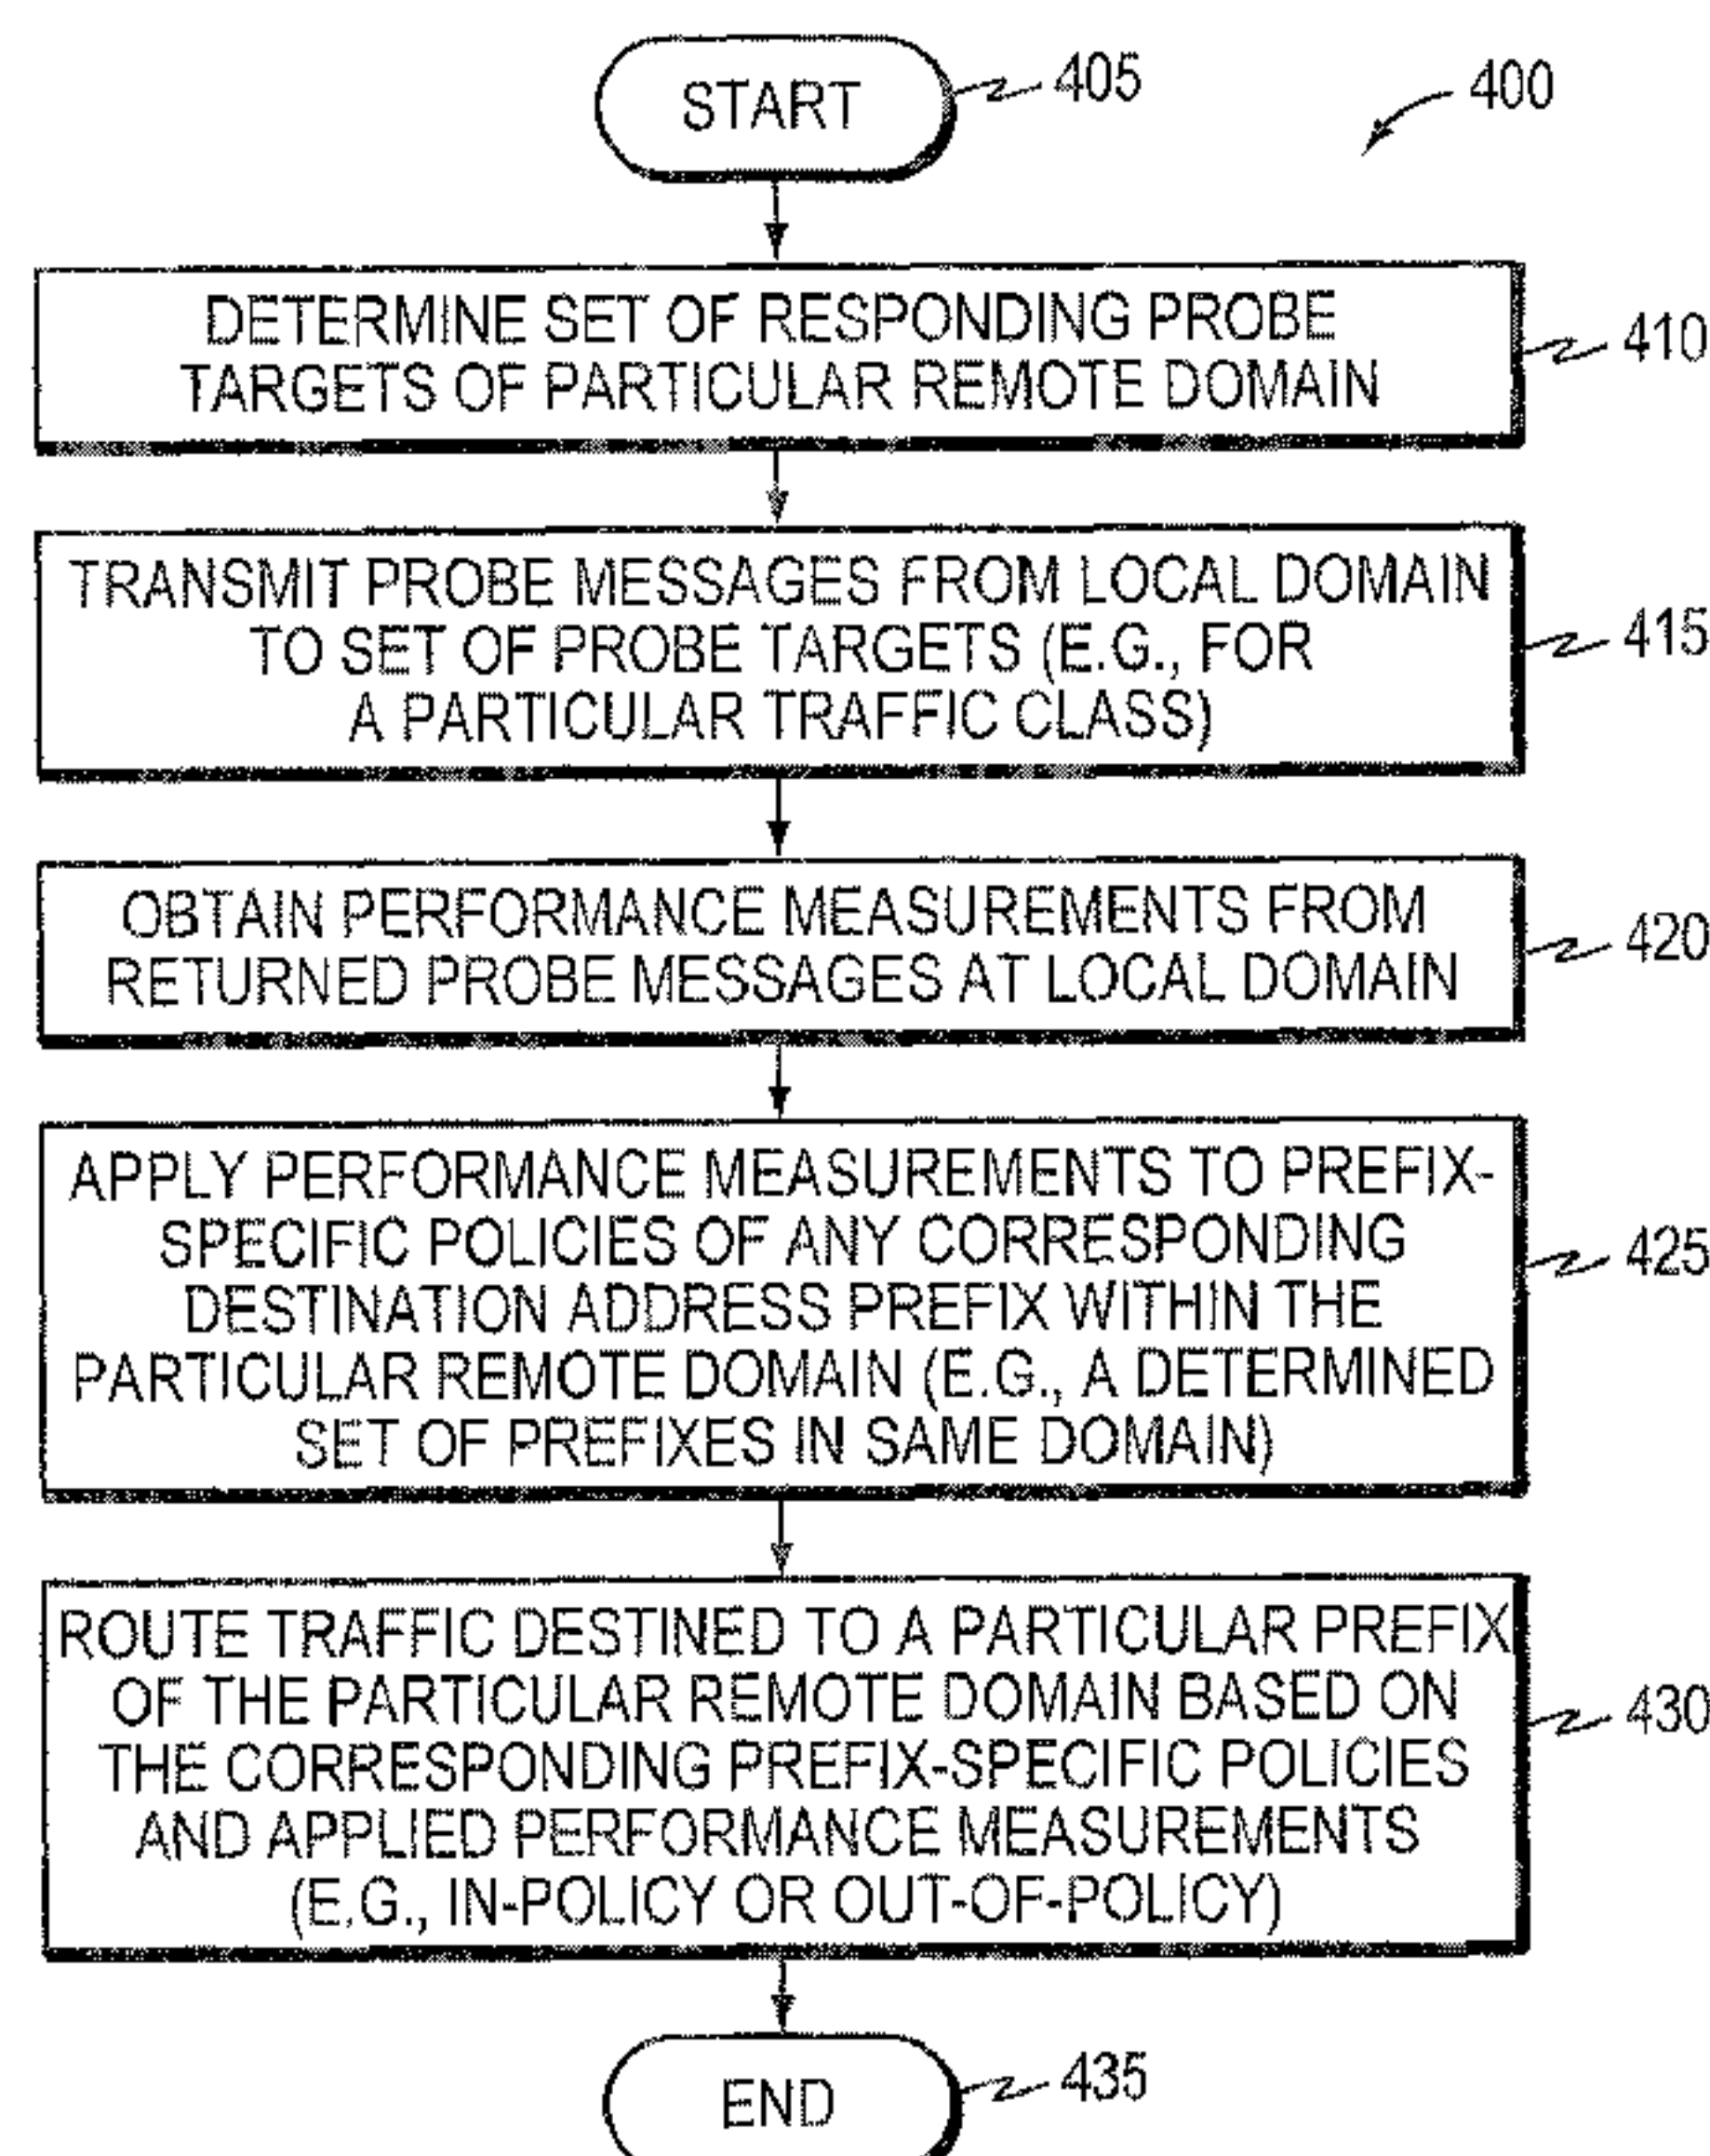 START
405
400
DETERMINE SET OF RESPONDING PROBE
TARGETS OF PARTICULAR REMOTE DOMAIN
410
TRANSMIT PROBE MESSAGES FROM LOCAL DOMAIN
TO SET OF PROBE TARGETS (E.G., FOR
A PARTICULAR TRAFFIC CLASS)
415
OBTAIN PERFORMANCE MEASUREMENTS FROM
RETURNED PROBE MESSAGES AT LOCAL DOMAIN
420
APPLY PERFORMANCE MEASUREMENTS TO PREFIX-
SPECIFIC POLICIES OF ANY CORRESPONDING
DESTINATION ADDRESS PREFIX WITHIN THE
PARTICULAR REMOTE DOMAIN (E.G., A DETERMINED
SET OF PREFIXES IN SAME DOMAIN)
425
ROUTE TRAFFIC DESTINED TO A PARTICULAR PREFIX
OF THE PARTICULAR REMOTE DOMAIN BASED ON
THE CORRESPONDING PREFIX-SPECIFIC POLICIES
AND APPLIED PERFORMANCE MEASUREMENTS
(E.G., IN-POLICY OR OUT-OF-POLICY)
430
END
435